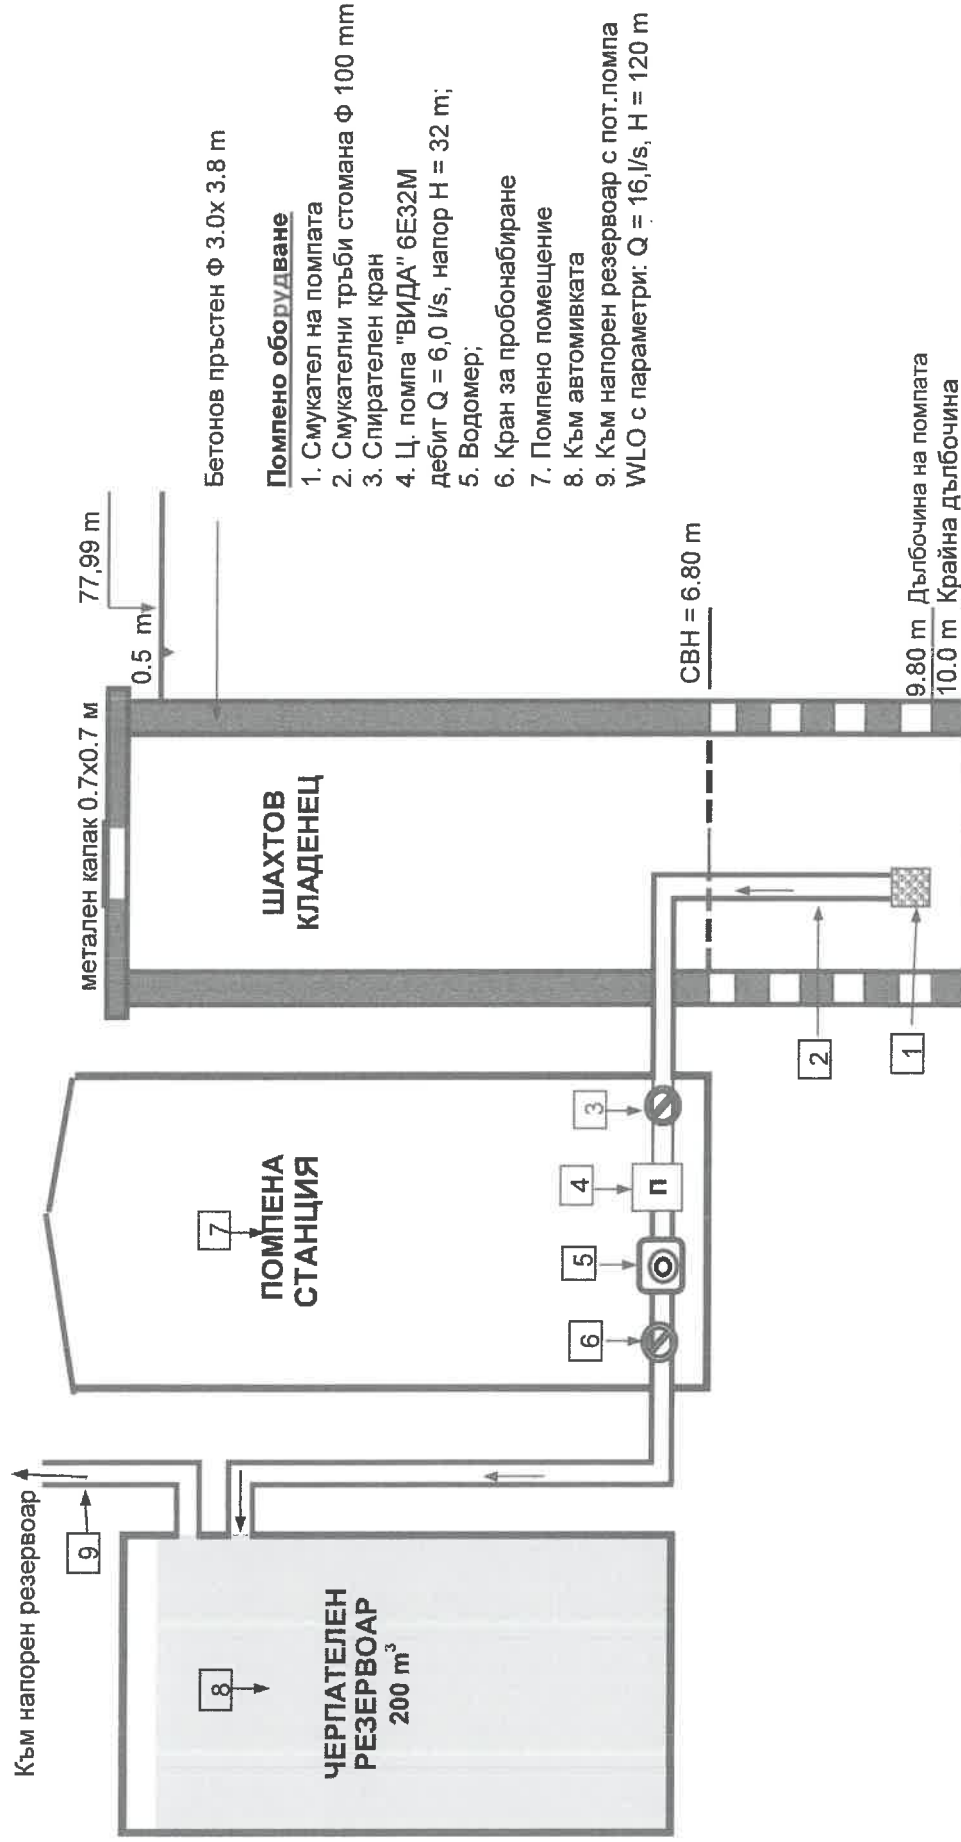 Към напорен резервоар
9
8
ЧЕРПАТЕЛЕН
РЕЗЕРВОАР
200 m³
7
ПОМПЕНА
СТАНЦИЯ
6
5
4
3
П
метален капак 0.7x0.7 м
ШАХТОВ
КЛАДЕНЕЦ
2
1
77,99 m
0.5 m
Бетонов пръстен Ф 3.0x 3.8 m
СВН = 6.80 m
9.80 m Дълбочина на помпата
10.0 m Крайна дълбочина
Помпено оборудване
1. Смукател на помпата
2. Смукателни тръби стомана Ф 100 mm
3. Спирателен кран
4. Ц. помпа "ВИДА" 6Е32М
дебит Q = 6,0 l/s, напор H = 32 m;
5. Водомер;
6. Кран за пробонабиране
7. Помпено помещение
8. Към автомивката
9. Към напорен резервоар с пот.помпа
WLO с параметри: Q = 16,l/s, H = 120 m